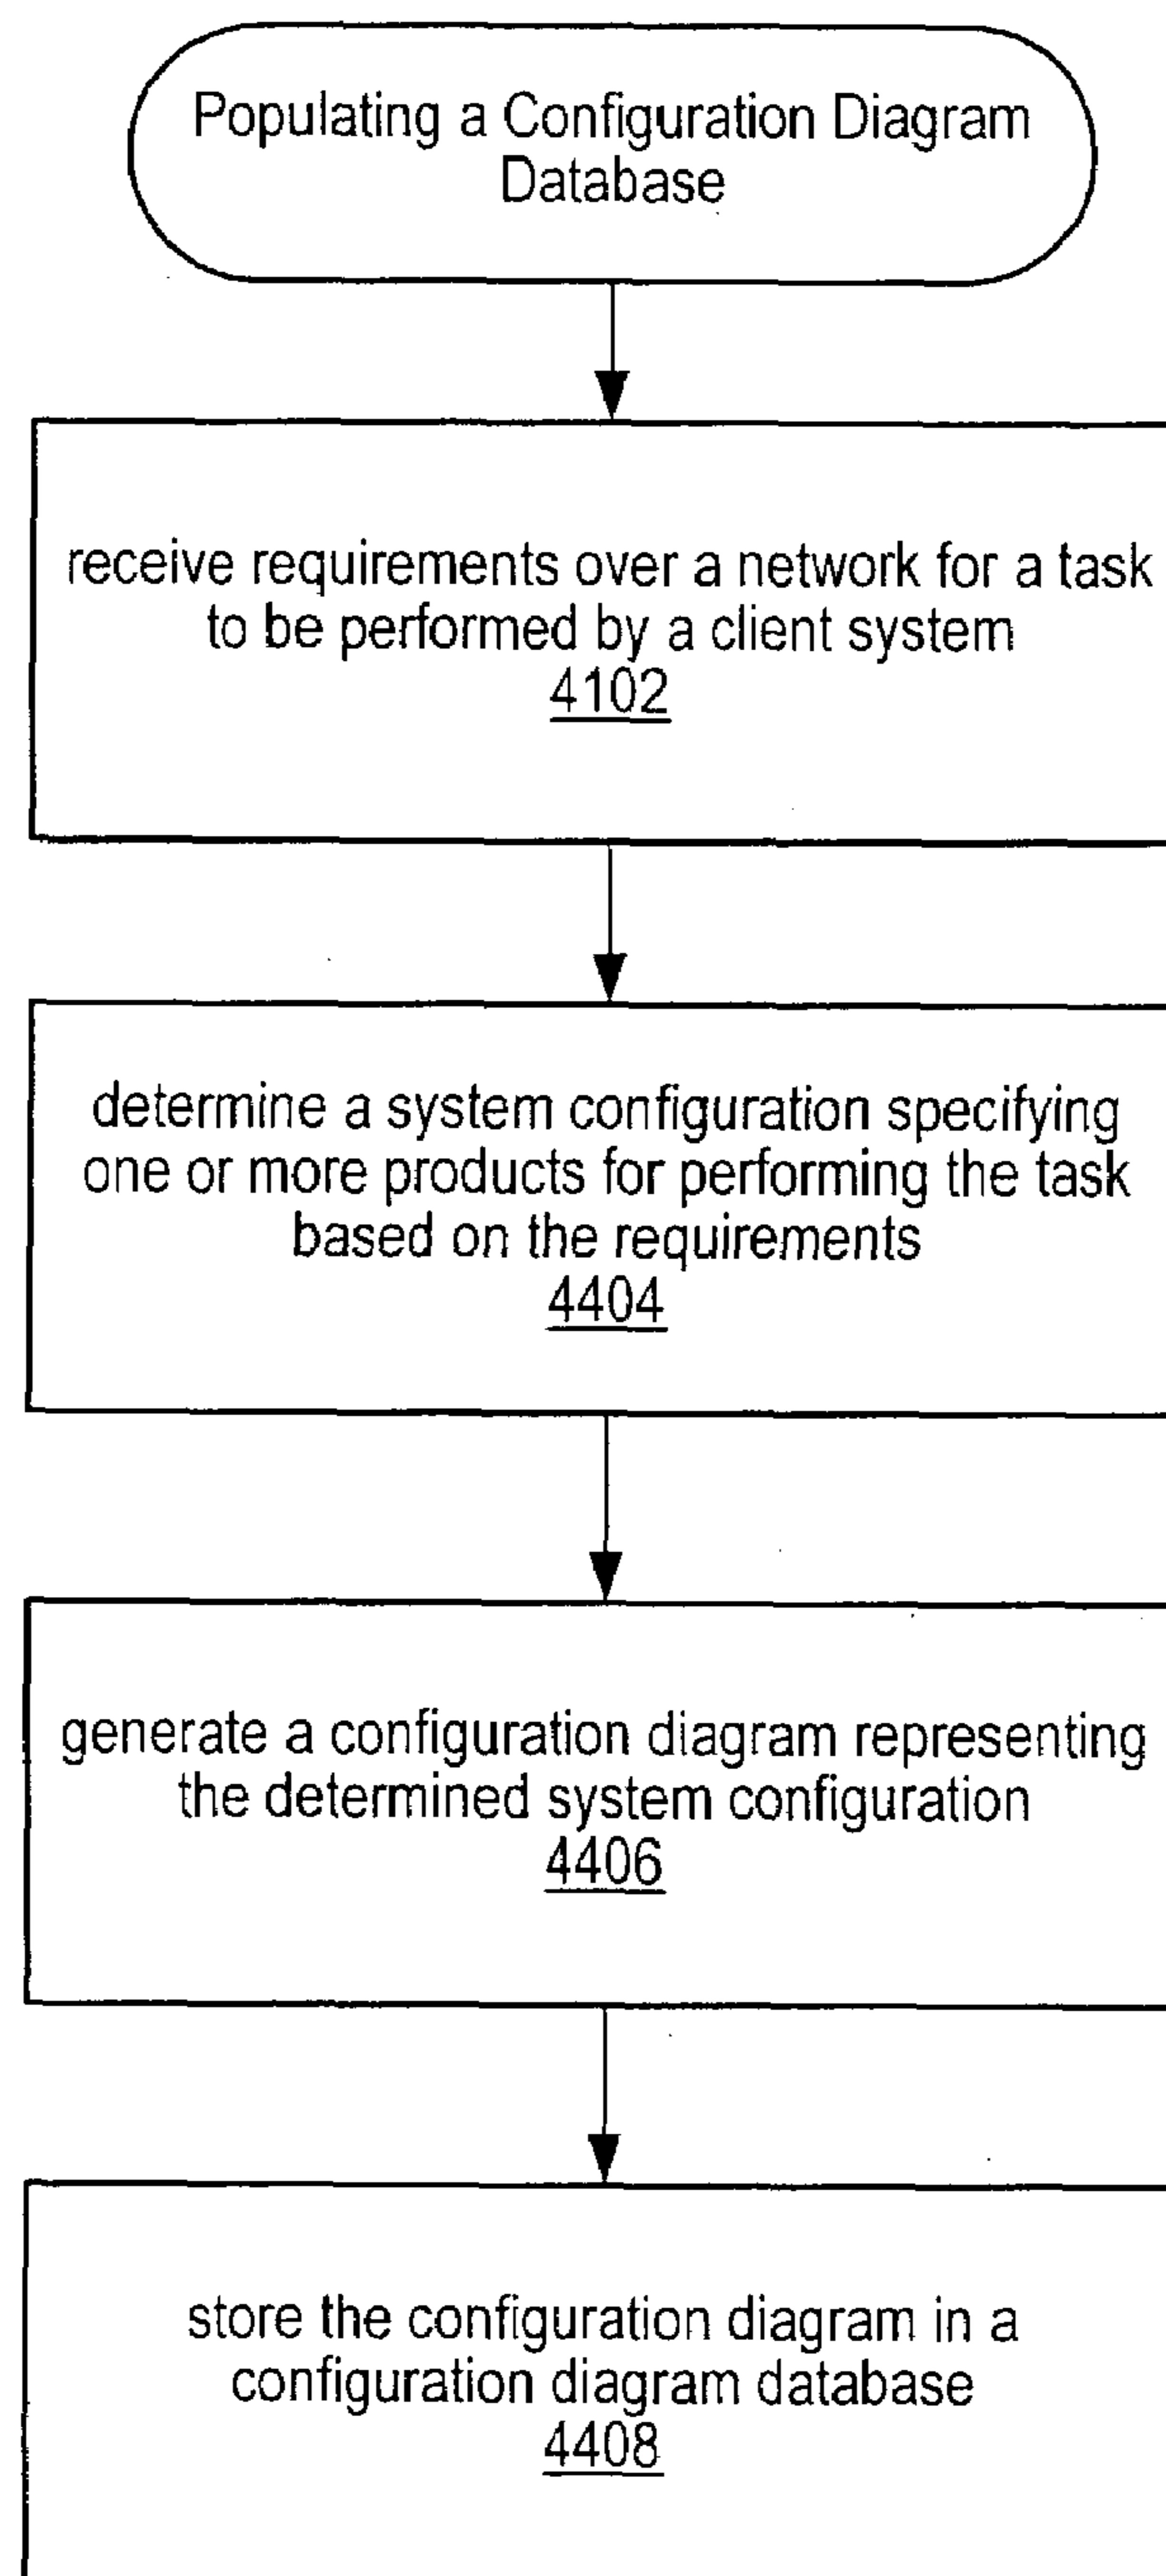 Populating a Configuration Diagram
Database
receive requirements over a network for a task
to be performed by a client system
4102
determine a system configuration specifying
one or more products for performing the task
based on the requirements
4404
generate a configuration diagram representing
the determined system configuration
4406
store the configuration diagram in a
configuration diagram database
4408